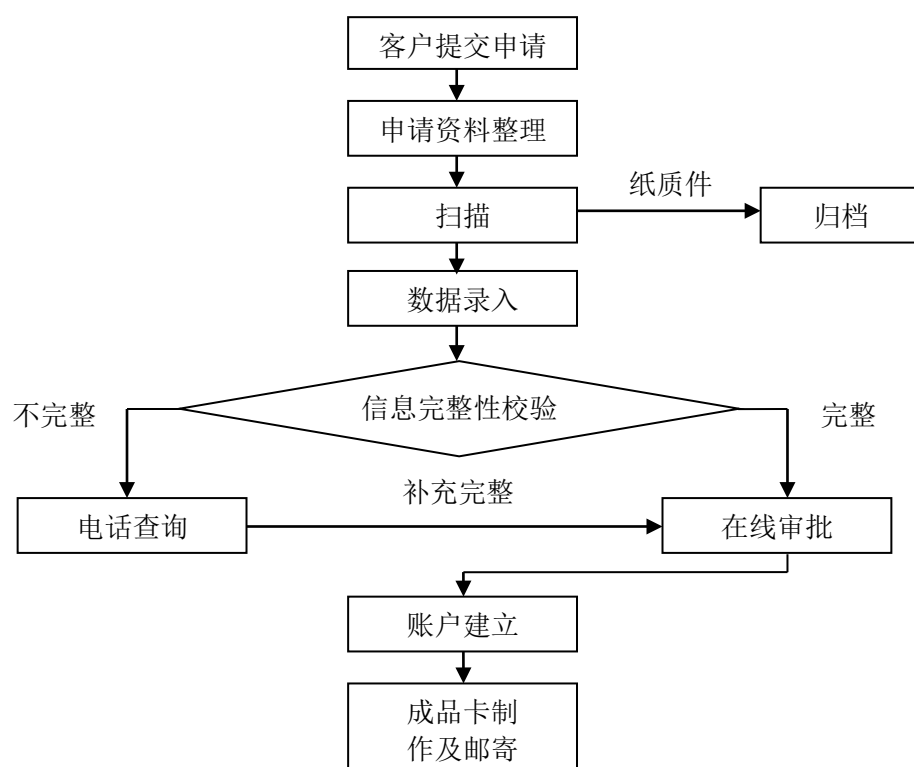 客户提交申请
申请资料整理
纸质件
扫描
归档
数据录入
信息完整性校验
不完整
完整
补充完整
电话查询
在线审批
账户建立
成品卡制
作及邮寄